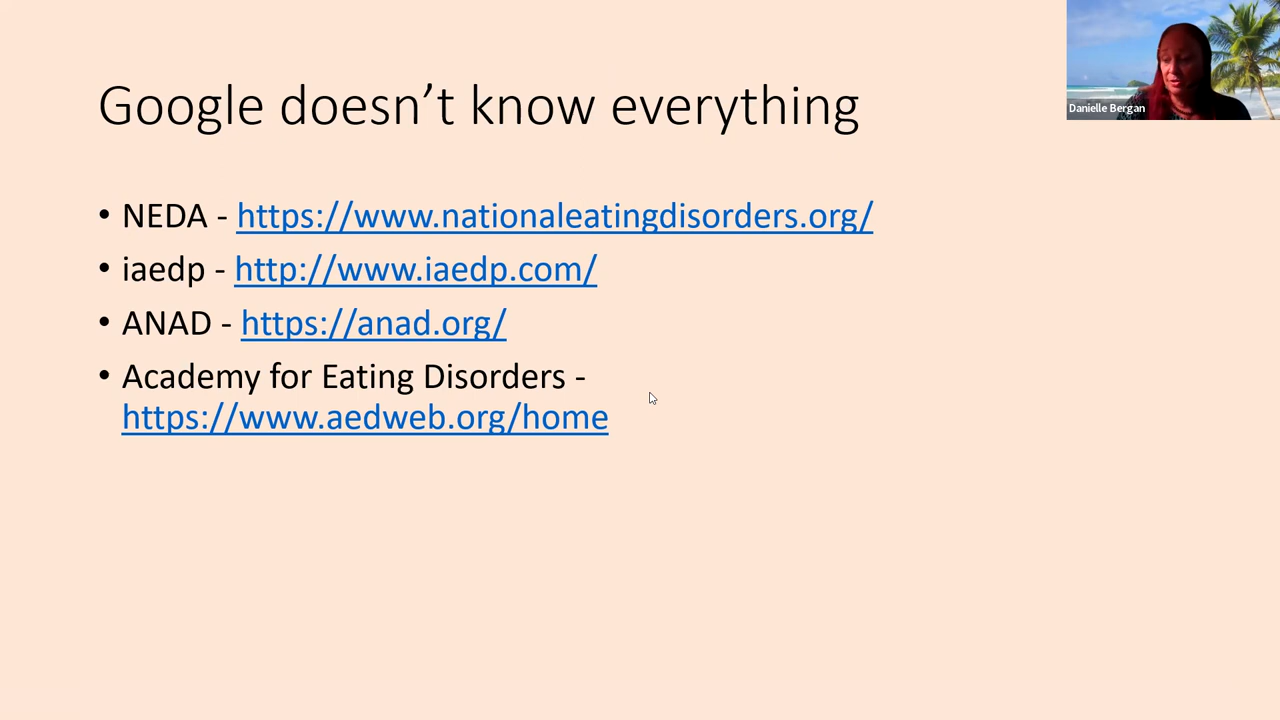 Google doesn’t know everything
Danielle Bergan
• NEDA - https://www.nationaleatingdisorders.org/
• iaedp - http://www.iaedp.com/
• ANAD - https://anad.org/
• Academy for Eating Disorders -
https://www.aedweb.org/home